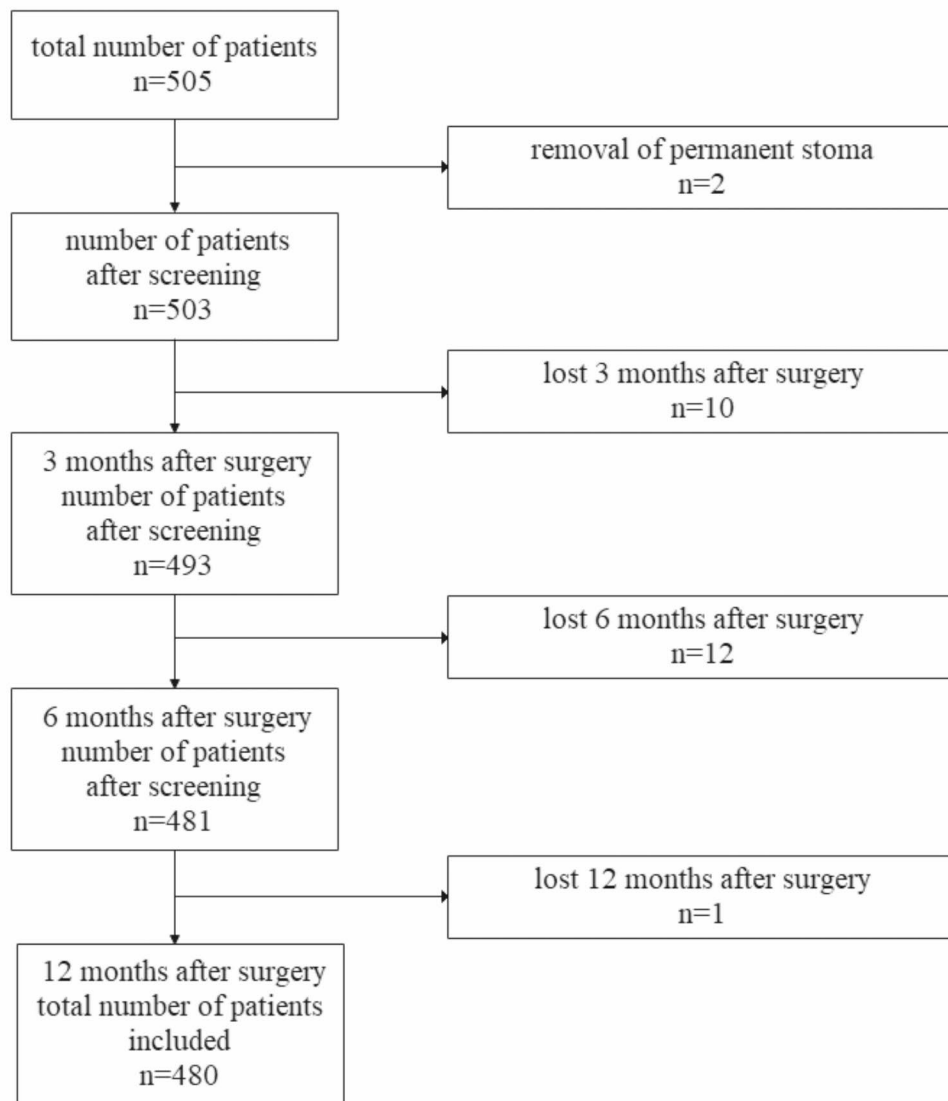 total number of patients
n=505
removal of permanent stoma
n=2
number of patients
after screening
n=503
lost 3 months after surgery
n=10
3 months after surgery
number of patients
after screening
n=493
lost 6 months after surgery
n=12
6 months after surgery
number of patients
after screening
n=481
lost 12 months after surgery
n=1
12 months after surgery
total number of patients
included
n=480